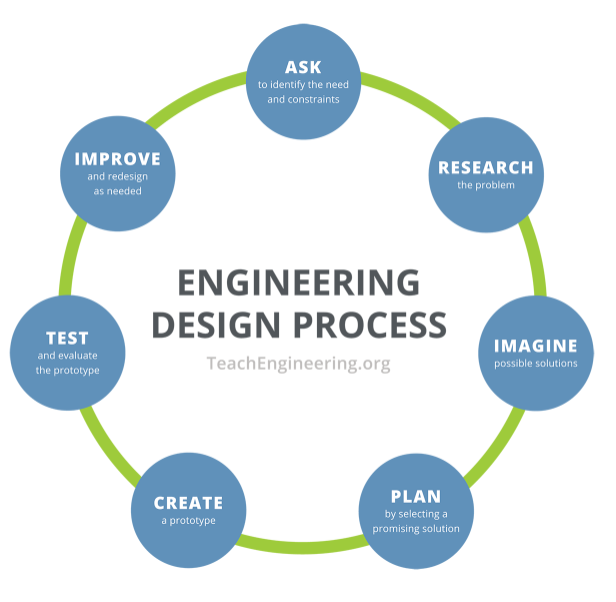 ASK
to identify the need
and constraints
RESEARCH
the problem
IMAGINE
possible solutions
PLAN
by selecting a
promising solution
CREATE
a prototype
TEST
and evaluate
the prototype
IMPROVE
and redesign
as needed
ENGINEERING
DESIGN PROCESS
TeachEngineering.org